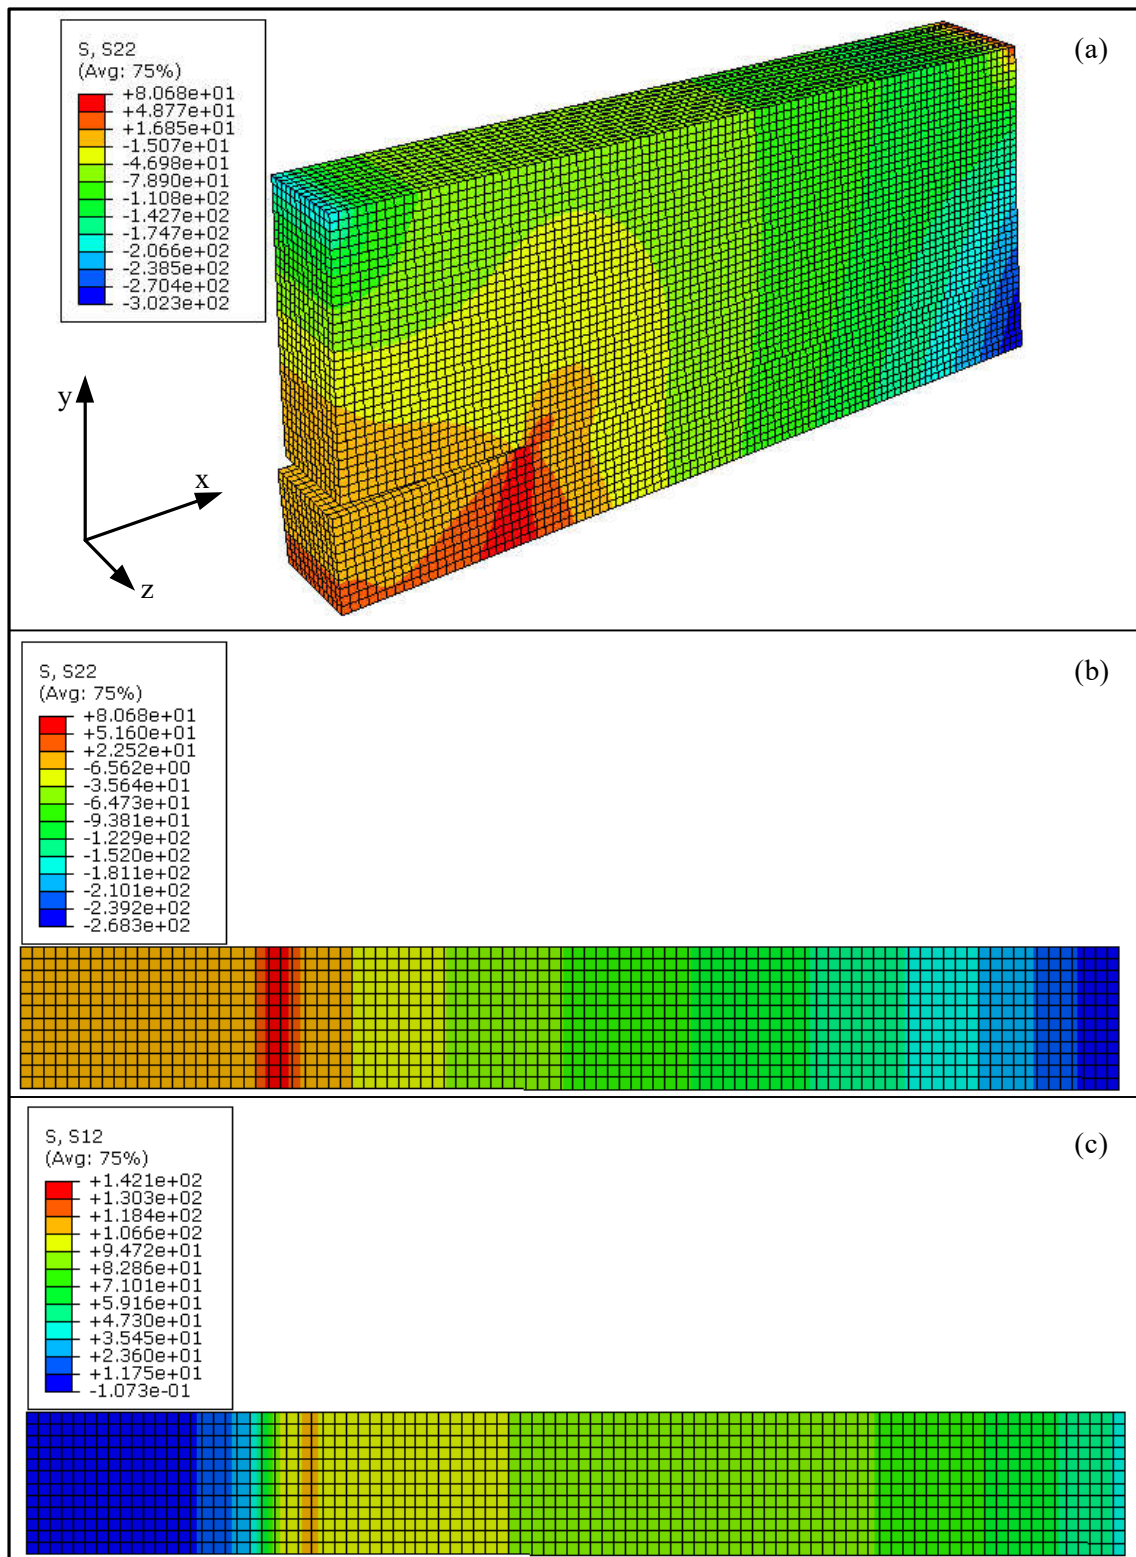 (a)
S, S22
(Avg: 75%)
+8.068e+01
+4.877e+01
+1.685e+01
-1.507e+01
-4.698e+01
-7.890e+01
-1.108e+02
-1.427e+02
-1.747e+02
-2.066e+02
-2.385e+02
-2.704e+02
-3.023e+02
y
x
z
(b)
S, S22
(Avg: 75%)
+8.068e+01
+5.160e+01
+2.252e+01
-6.562e+00
-3.564e+01
-6.473e+01
-9.381e+01
-1.229e+02
-1.520e+02
-1.811e+02
-2.101e+02
-2.392e+02
-2.683e+02
(c)
S, S12
(Avg: 75%)
+1.421e+02
+1.303e+02
+1.184e+02
+1.066e+02
+9.472e+01
+8.286e+01
+7.101e+01
+5.916e+01
+4.730e+01
+3.545e+01
+2.360e+01
+1.175e+01
-1.073e-01